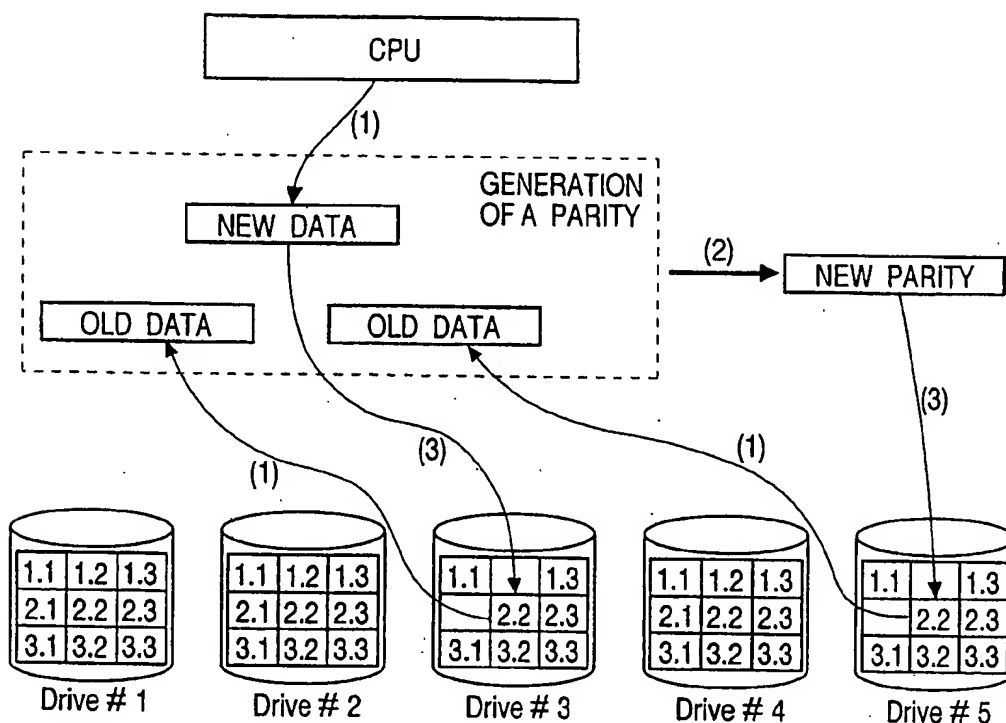 CPU
(1)
GENERATION
OF A PARITY
NEW DATA
(2)
NEW PARITY
OLD DATA
OLD DATA
(1)
(3)
(1)
(3)
1.1 1.2 1.3
2.1 2.2 2.3
3.1 3.2 3.3
Drive # 1
1.1 1.2 1.3
2.1 2.2 2.3
3.1 3.2 3.3
Drive # 2
1.1 1.3
2.2 2.3
3.1 3.2 3.3
Drive # 3
1.1 1.2 1.3
2.1 2.2 2.3
3.1 3.2 3.3
Drive # 4
1.1 1.3
2.2 2.3
3.1 3.2 3.3
Drive # 5